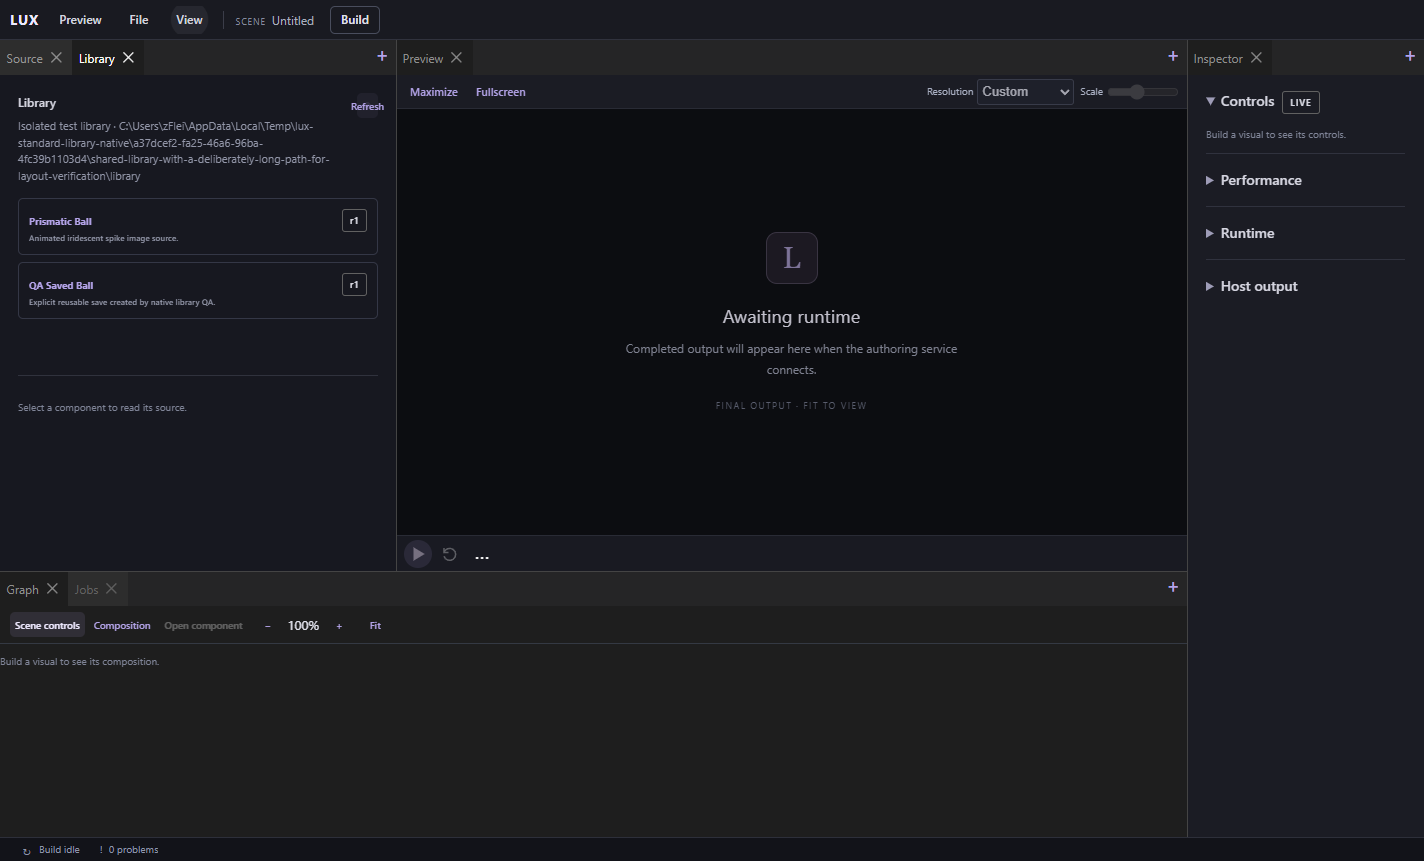 LUX Preview File View SCENE Untitled Build
Source Library +
Library
Refresh
Isolated test library · C:\Users\zFlei\AppData\Local\Temp\lux-
standard-library-native\a37dcef2-fa25-46a6-96ba-
4fc39b1103d4\shared-library-with-a-deliberately-long-path-for-
layout-verification\library
Prismatic Ball r1
Animated iridescent spike image source.
QA Saved Ball r1
Explicit reusable save created by native library QA.
Select a component to read its source.
Preview +
Maximize Fullscreen Resolution Custom Scale
L
Awaiting runtime
Completed output will appear here when the authoring service
connects.
FINAL OUTPUT · FIT TO VIEW
...
Inspector +
Controls LIVE
Build a visual to see its controls.
Performance
Runtime
Host output
Graph Jobs +
Scene controls Composition Open component − 100% + Fit
Build a visual to see its composition.
Build idle ! 0 problems